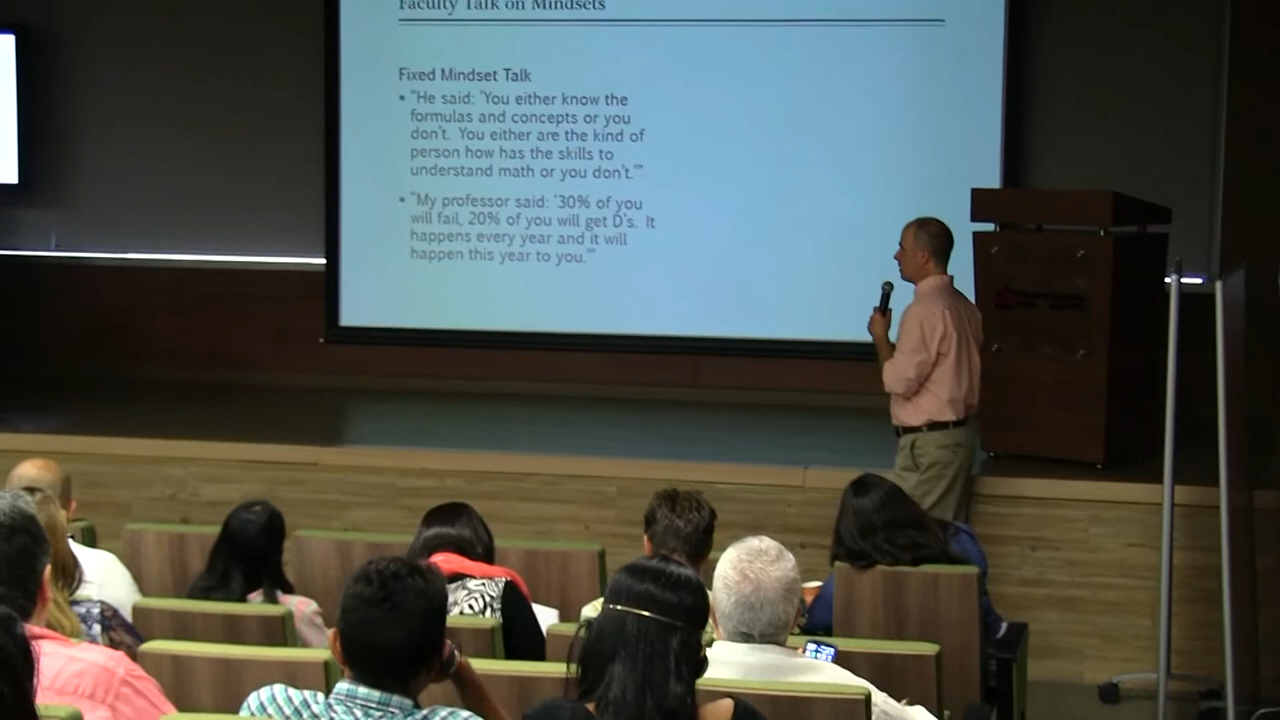 Faculty Talk on Mindsets
Fixed Mindset Talk
▪ "He said: 'You either know the
formulas and concepts or you
don't. You either are the kind of
person how has the skills to
understand math or you don't.'"
▪ "My professor said: '30% of you
will fail, 20% of you will get D's. It
happens every year and it will
happen this year to you.'"